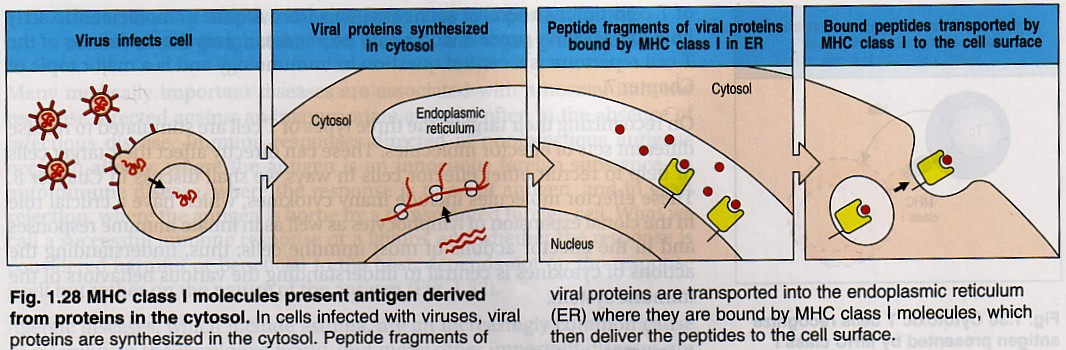 Virus infects cell
Viral proteins synthesized
in cytosol
Peptide fragments of viral proteins
bound by MHC class I in ER
Bound peptides transported by
MHC class I to the cell surface
Cytosol
Endoplasmic
reticulum
Cytosol
Nucleus
Fig. 1.28 MHC class I molecules present antigen derived
from proteins in the cytosol. In cells infected with viruses, viral
proteins are synthesized in the cytosol. Peptide fragments of
viral proteins are transported into the endoplasmic reticulum
(ER) where they are bound by MHC class I molecules, which
then deliver the peptides to the cell surface.